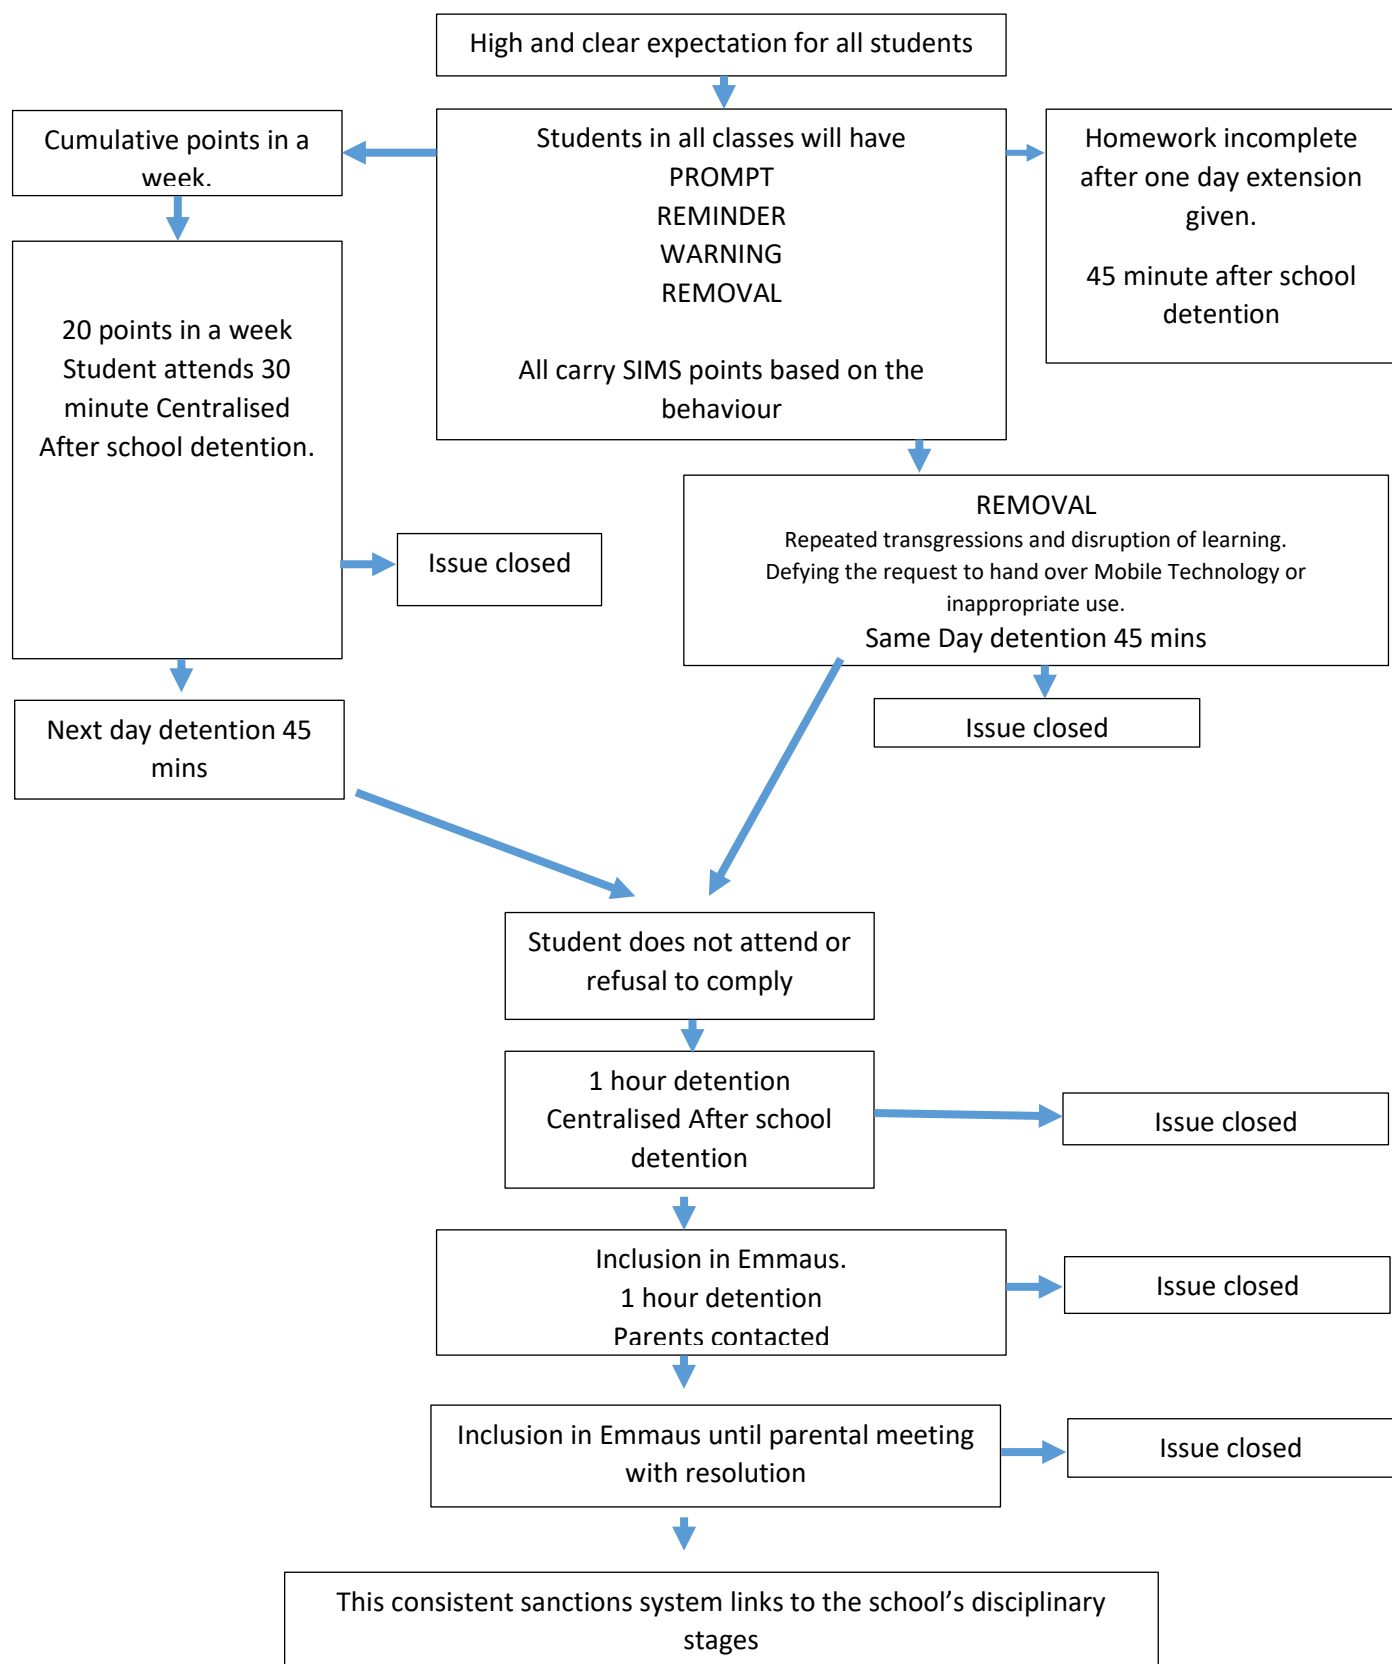 High and clear expectation for all students
Cumulative points in a
week.
Students in all classes will have
PROMPT
REMINDER
WARNING
REMOVAL
All carry SIMS points based on the
behaviour
Homework incomplete
after one day extension
given.
45 minute after school
detention
20 points in a week
Student attends 30
minute Centralised
After school detention.
Issue closed
REMOVAL
Repeated transgressions and disruption of learning.
Defying the request to hand over Mobile Technology or
inappropriate use.
Same Day detention 45 mins
Issue closed
Next day detention 45
mins
Student does not attend or
refusal to comply
1 hour detention
Centralised After school
detention
Issue closed
Inclusion in Emmaus.
1 hour detention
Parents contacted
Issue closed
Inclusion in Emmaus until parental meeting
with resolution
Issue closed
This consistent sanctions system links to the school’s disciplinary
stages